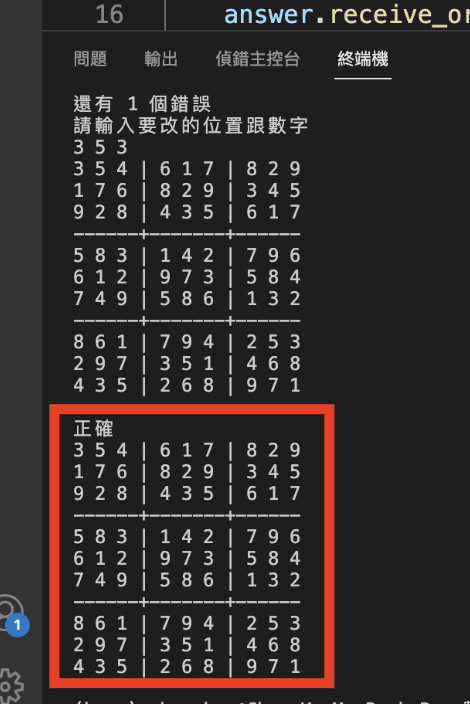 16 answer.receive_or
問題 輸出 偵錯主控台 終端機
還有 1 個錯誤
請輸入要改的位置跟數字
3 5 3
3 5 4 | 6 1 7 | 8 2 9
1 7 6 | 8 2 9 | 3 4 5
9 2 8 | 4 3 5 | 6 1 7
------+-------+------
5 8 3 | 1 4 2 | 7 9 6
6 1 2 | 9 7 3 | 5 8 4
7 4 9 | 5 8 6 | 1 3 2
------+-------+------
8 6 1 | 7 9 4 | 2 5 3
2 9 7 | 3 5 1 | 4 6 8
4 3 5 | 2 6 8 | 9 7 1
正確
3 5 4 | 6 1 7 | 8 2 9
1 7 6 | 8 2 9 | 3 4 5
9 2 8 | 4 3 5 | 6 1 7
------+-------+------
5 8 3 | 1 4 2 | 7 9 6
6 1 2 | 9 7 3 | 5 8 4
7 4 9 | 5 8 6 | 1 3 2
------+-------+------
8 6 1 | 7 9 4 | 2 5 3
2 9 7 | 3 5 1 | 4 6 8
4 3 5 | 2 6 8 | 9 7 1
1